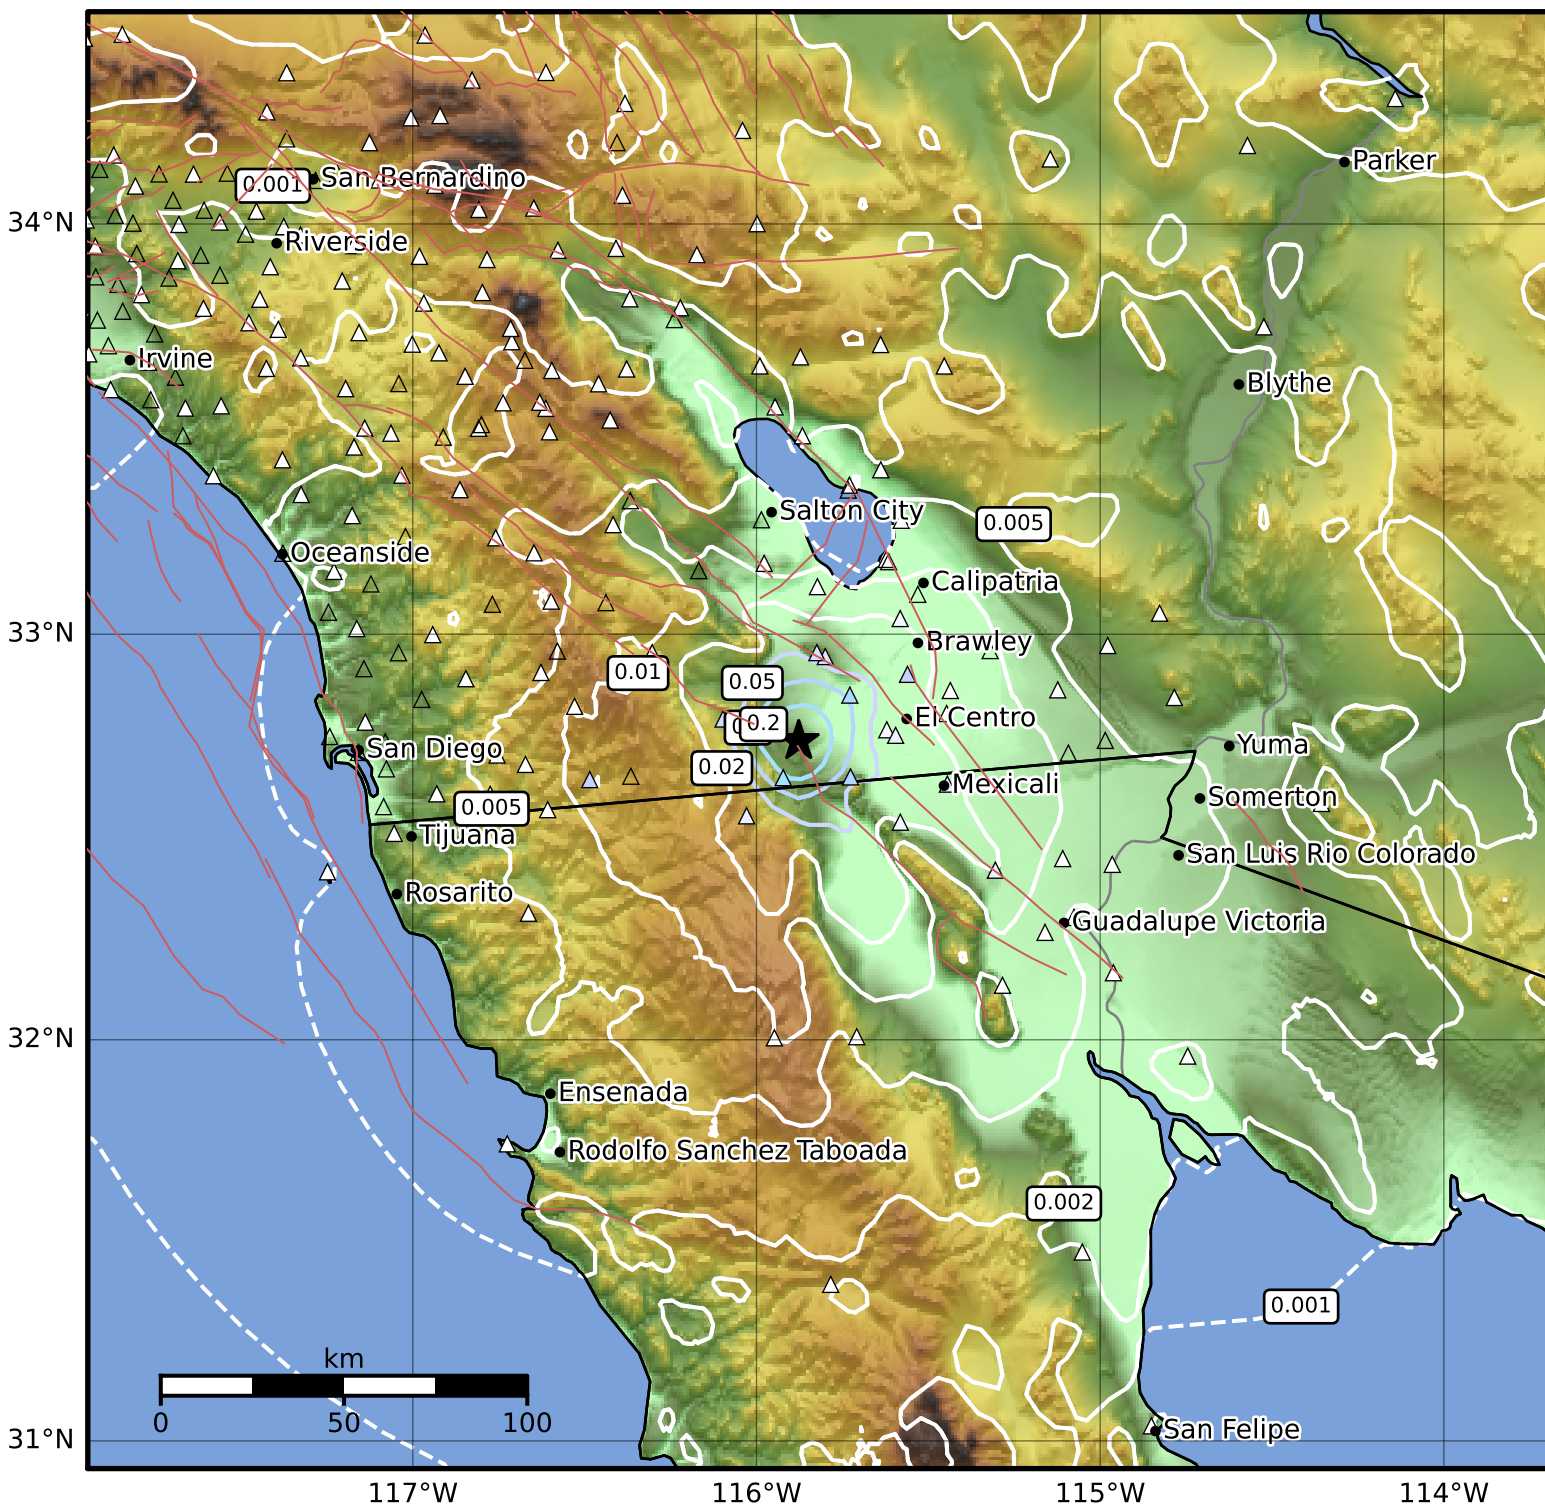 Parker
0.001
San Bernardino
34°N
Riverside
Irvine
Blythe
Salton City
0.005
Oceanside
Calipatria
33°N
Brawley
0.01
0.05
0.2
El Centro
San Diego
0.02
Yuma
Mexicali
Somerton
0.005
Tijuana
San Luis Rio Colorado
Rosarito
Guadalupe Victoria
32°N
Ensenada
Rodolfo Sanchez Taboada
0.002
0.001
km
0 50 100
31°N
San Felipe
117°W 116°W 115°W 114°W